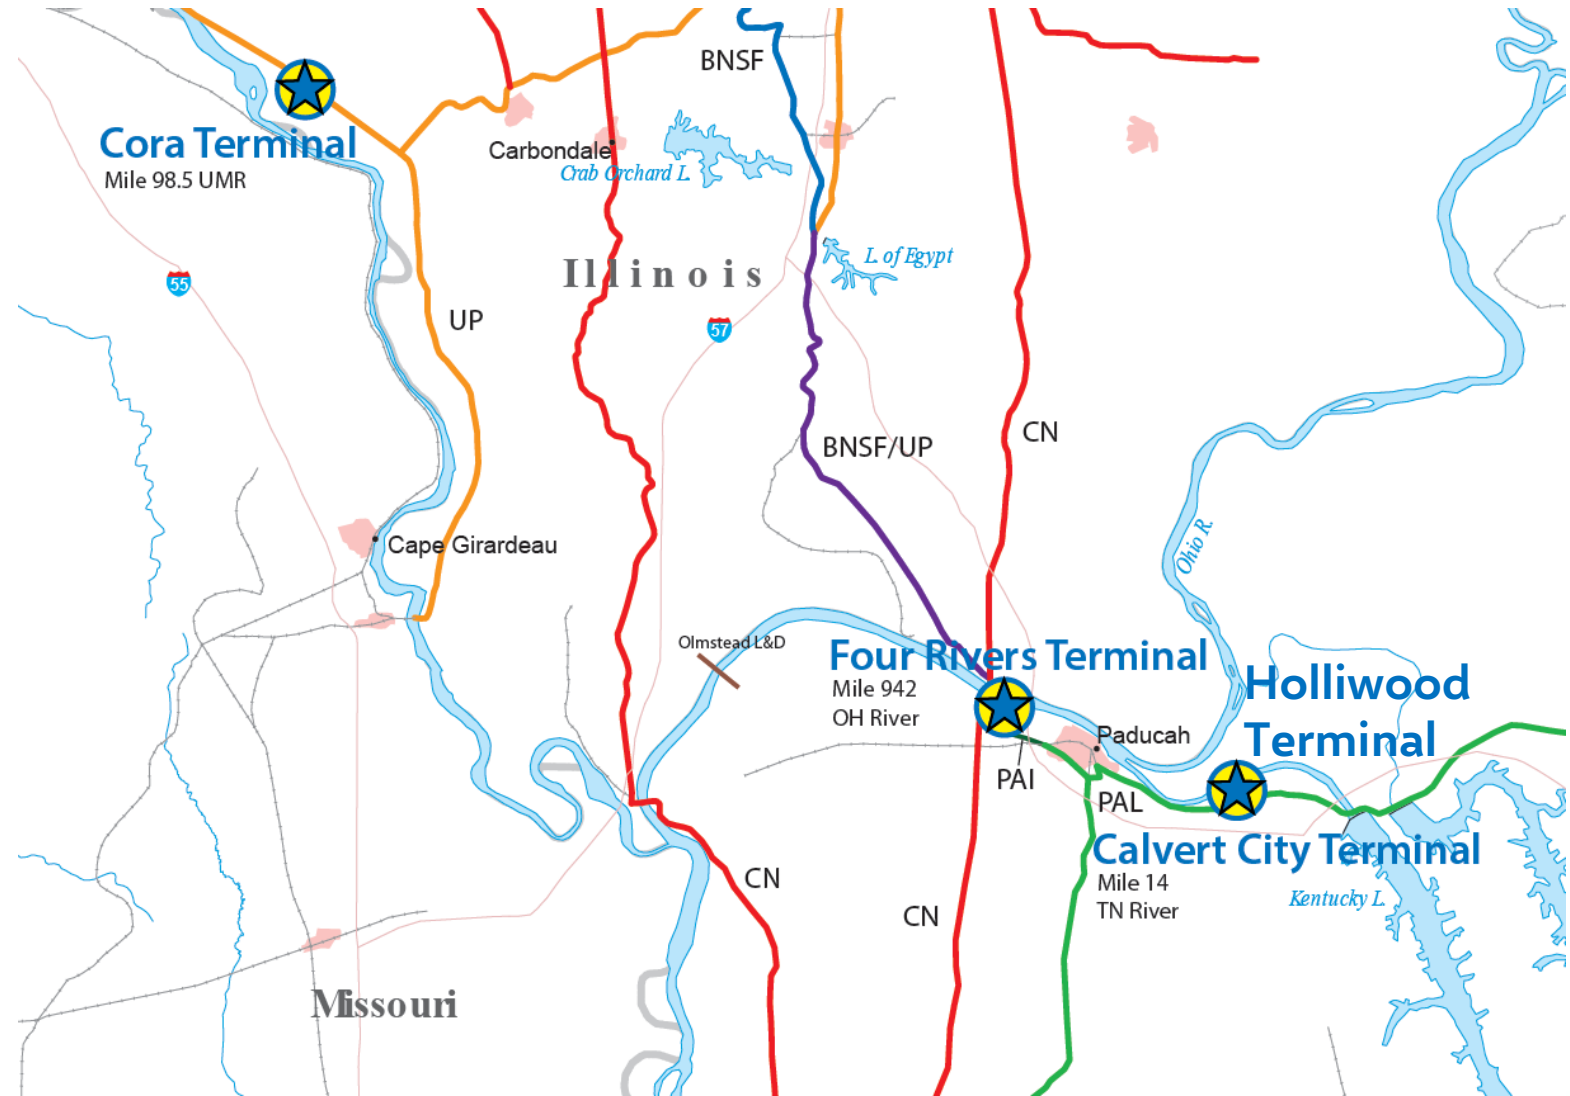 BNSF
Cora Terminal
Mile 98.5 UMR
Carbondale
Crab Orchard L.
L. of Egypt
Illinois
55
57
UP
BNSF/UP
CN
Cape Girardeau
Ohio R.
Olmstead L&D
Four Rivers Terminal
Mile 942
OH River
Holliwood
Terminal
Paducah
PAI
PAL
Calvert City Terminal
Mile 14
TN River
Kentucky L.
CN
CN
Missouri